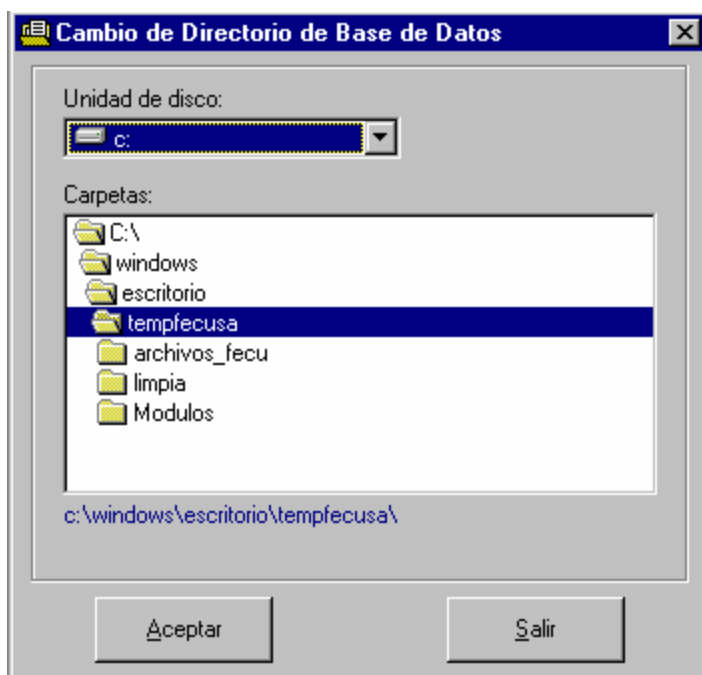 Cambio de Directorio de Base de Datos
Unidad de disco:
c:
Carpetas:
C:\
windows
escritorio
tempfecusa
archivos_fecu
limpia
Modulos
c:\windows\escritorio\tempfecusa\
Aceptar Salir